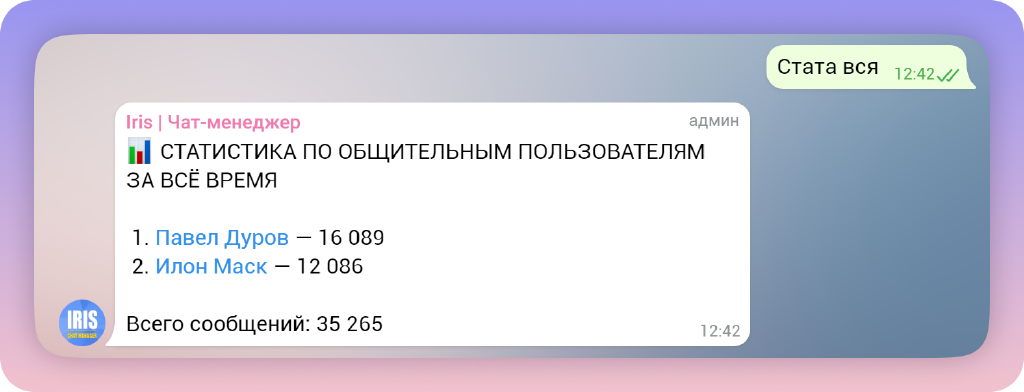 Стата вся 12:42
Iris | Чат-менеджер админ
📊 СТАТИСТИКА ПО ОБЩИТЕЛЬНЫМ ПОЛЬЗОВАТЕЛЯМ
ЗА ВСЁ ВРЕМЯ
1. Павел Дуров — 16 089
2. Илон Маск — 12 086
IRIS
Всего сообщений: 35 265
12:42